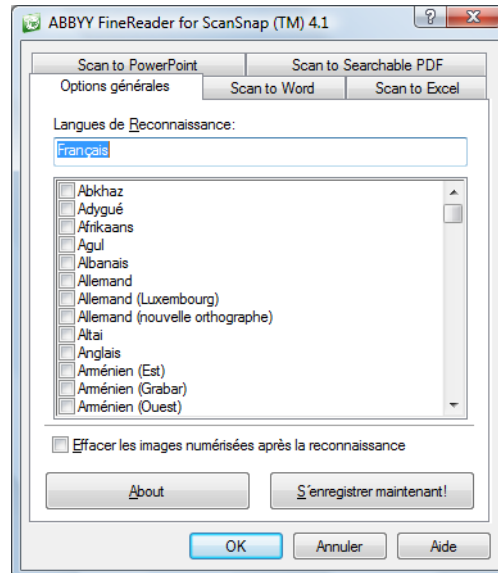 ABBYY FineReader for ScanSnap (TM) 4.1
Scan to PowerPoint
Scan to Searchable PDF
Options générales
Scan to Word
Scan to Excel
Langues de Reconnaissance:
Français
Abkhaz
Adygué
Afrikaans
Agul
Albanais
Allemand
Allemand (Luxembourg)
Allemand (nouvelle orthographe)
Altai
Anglais
Arménien (Est)
Arménien (Grabar)
Arménien (Ouest)
Effacer les images numérisées après la reconnaissance
About
S´enregistrer maintenant!
OK
Annuler
Aide